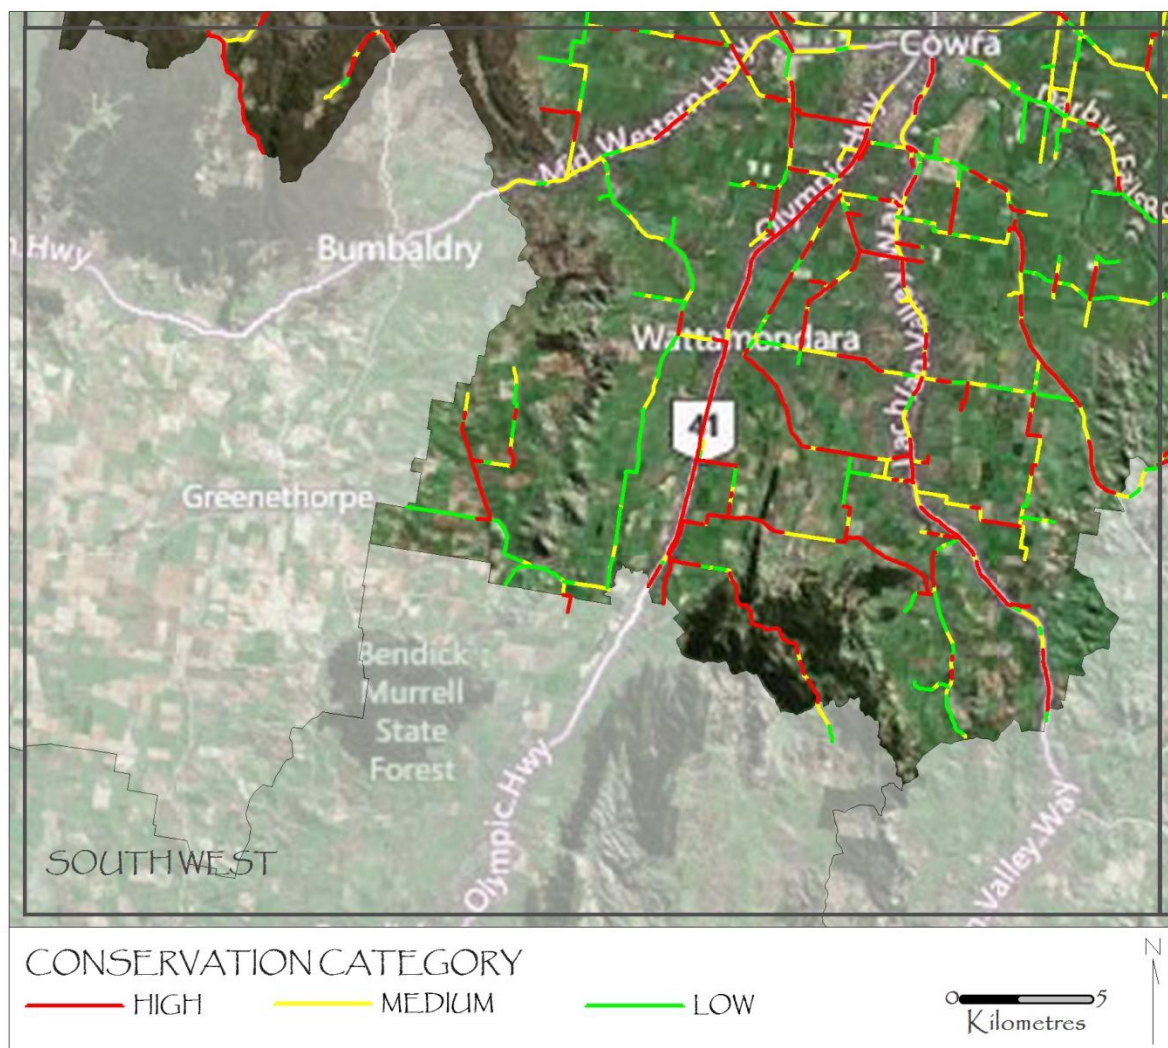 Cowra
Mid Western Hwy
Olympic Hwy
n Hwy
Bumbaldry
Wattamondara
Lachlan Valley Way
41
Greenethorpe
Bendick
Murrell
State
Forest
Olympic Hwy
n Valley Way
SOUTHWEST
CONSERVATION CATEGORY
HIGH
MEDIUM
LOW
0
5
Kilometres
N